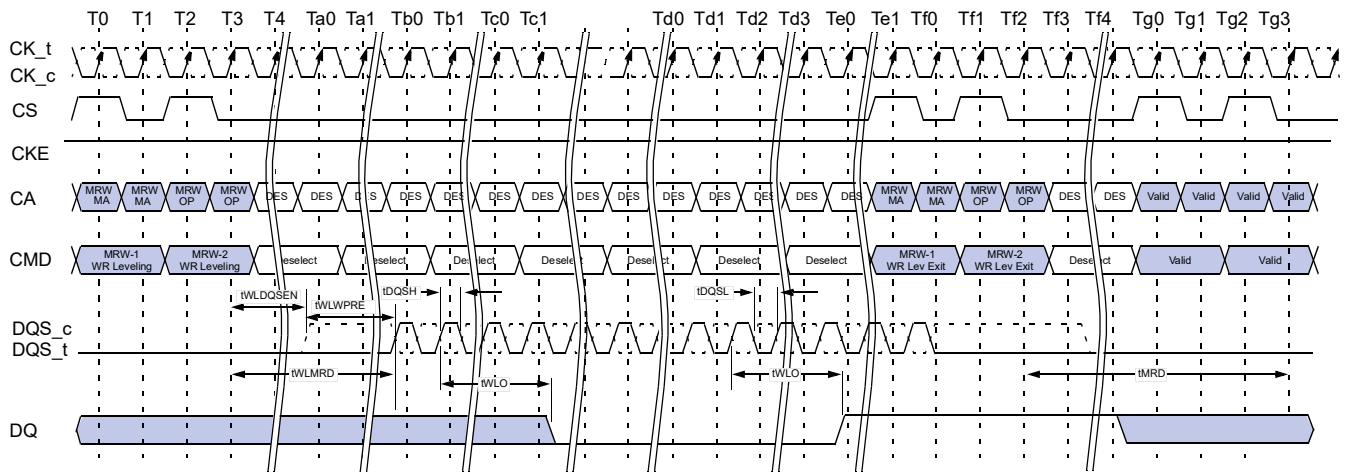 T0 T1 T2 T3 T4 Ta0 Ta1 Tb0 Tb1 Tc0 Tc1 Td0 Td1 Td2 Td3 Te0 Te1 Tf0 Tf1 Tf2 Tf3 Tf4 Tg0 Tg1 Tg2 Tg3
CK_t
CK_c
CS
CKE
CA
MRW MRW MRW MRW DES DES DES DES DES DES DES DES DES DES DES DES DES DES MRW MRW MRW MRW DES DES Valid Valid Valid Valid
MA MA OP OP MA MA OP OP
CMD
MRW-1 MRW-2 Deselect Deselect Deselect Deselect Deselect Deselect Deselect MRW-1 MRW-2 Deselect Valid Valid
WR Leveling WR Leveling WR Lev Exit WR Lev Exit
tWLDQSEN tWLWPRE tDQSH tDQSL
DQS_c
DQS_t
tWLMRD tWLO tWLO tMRD
DQ